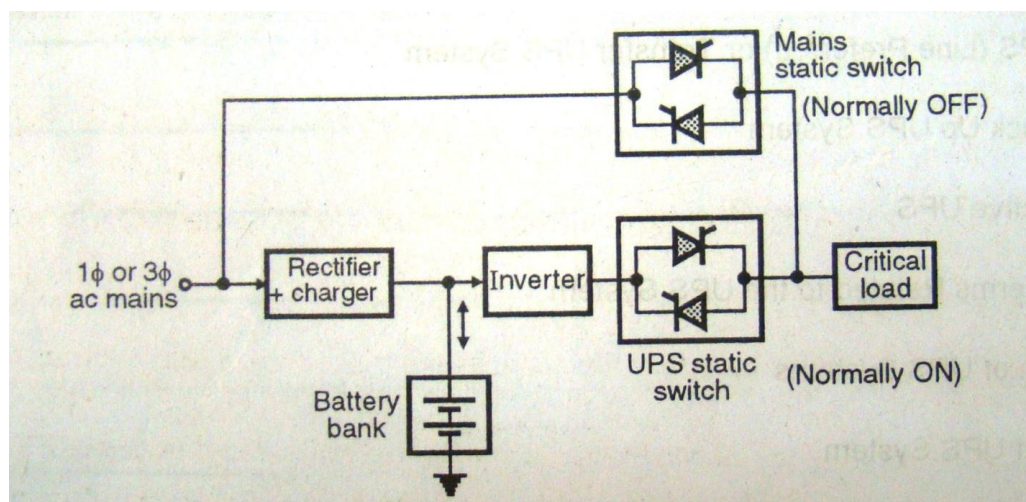 Mains
static switch
(Normally OFF)
1ϕ or 3ϕ
ac mains
Rectifier
+ charger
Inverter
Critical
load
UPS static
switch
(Normally ON)
Battery
bank